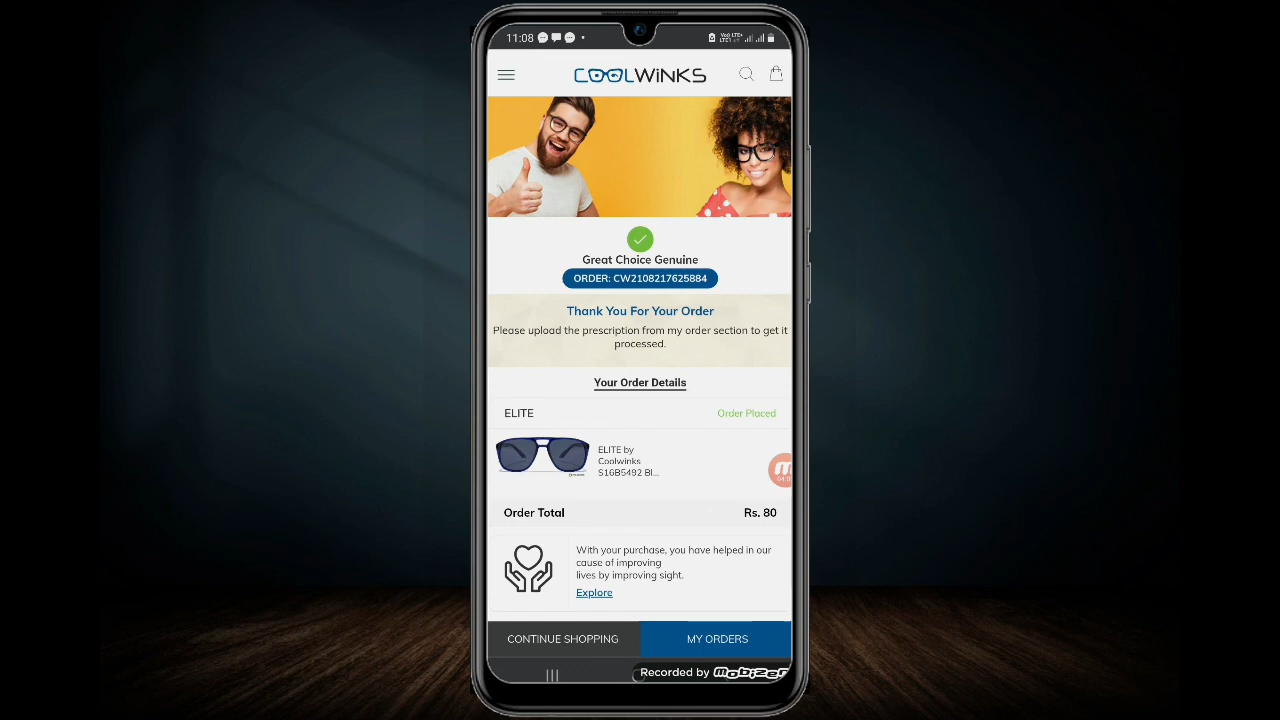 11:08
COOLWiNKS
Great Choice Genuine
ORDER: CW2108217625884
Thank You For Your Order
Please upload the prescription from my order section to get it
processed.
Your Order Details
ELITE
Order Placed
ELITE by
Coolwinks
S16B5492 Bl...
Order Total
Rs. 80
With your purchase, you have helped in our
cause of improving
lives by improving sight.
Explore
CONTINUE SHOPPING
MY ORDERS
Recorded by